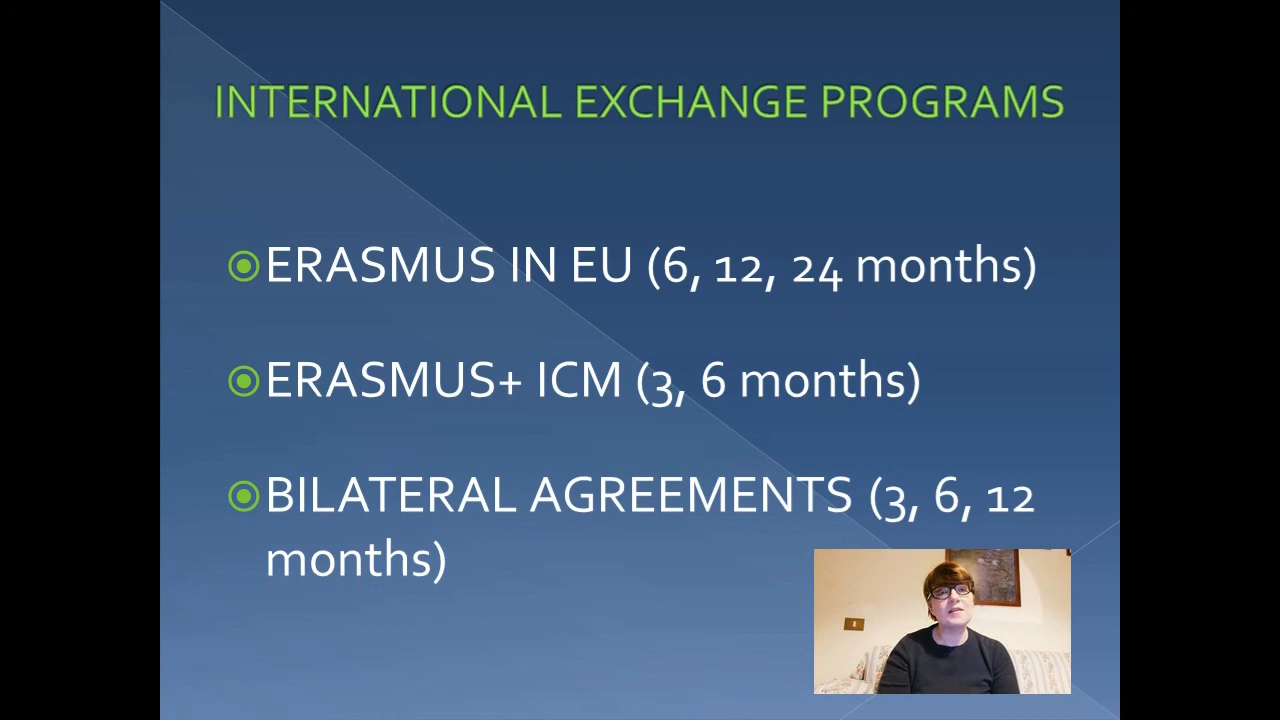 INTERNATIONAL EXCHANGE PROGRAMS
ERASMUS IN EU (6, 12, 24 months)
ERASMUS+ ICM (3, 6 months)
BILATERAL AGREEMENTS (3, 6, 12
months)